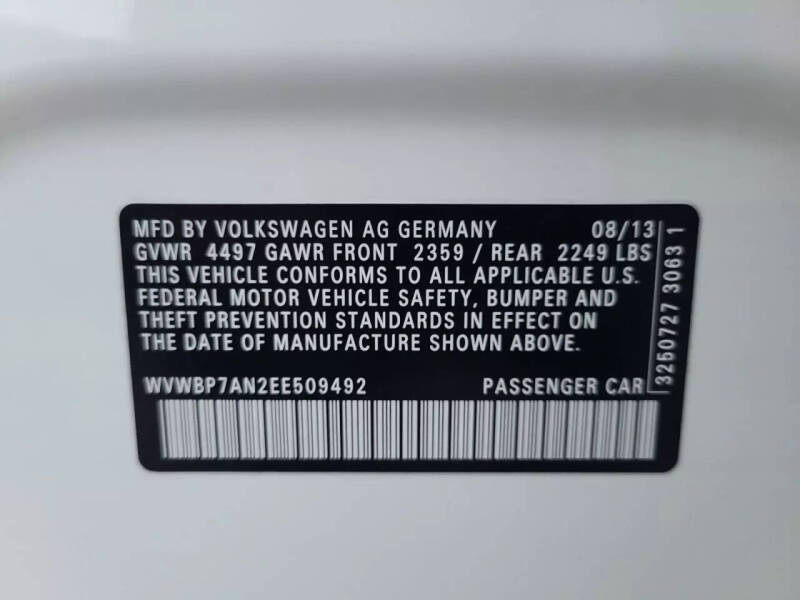 MFD BY VOLKSWAGEN AG GERMANY 08/13
GVWR 4497 GAWR FRONT 2359 / REAR 2249 LBS
THIS VEHICLE CONFORMS TO ALL APPLICABLE U.S.
FEDERAL MOTOR VEHICLE SAFETY, BUMPER AND
THEFT PREVENTION STANDARDS IN EFFECT ON
THE DATE OF MANUFACTURE SHOWN ABOVE.
WVWBP7AN2EE509492 PASSENGER CAR
3250727 3063 1